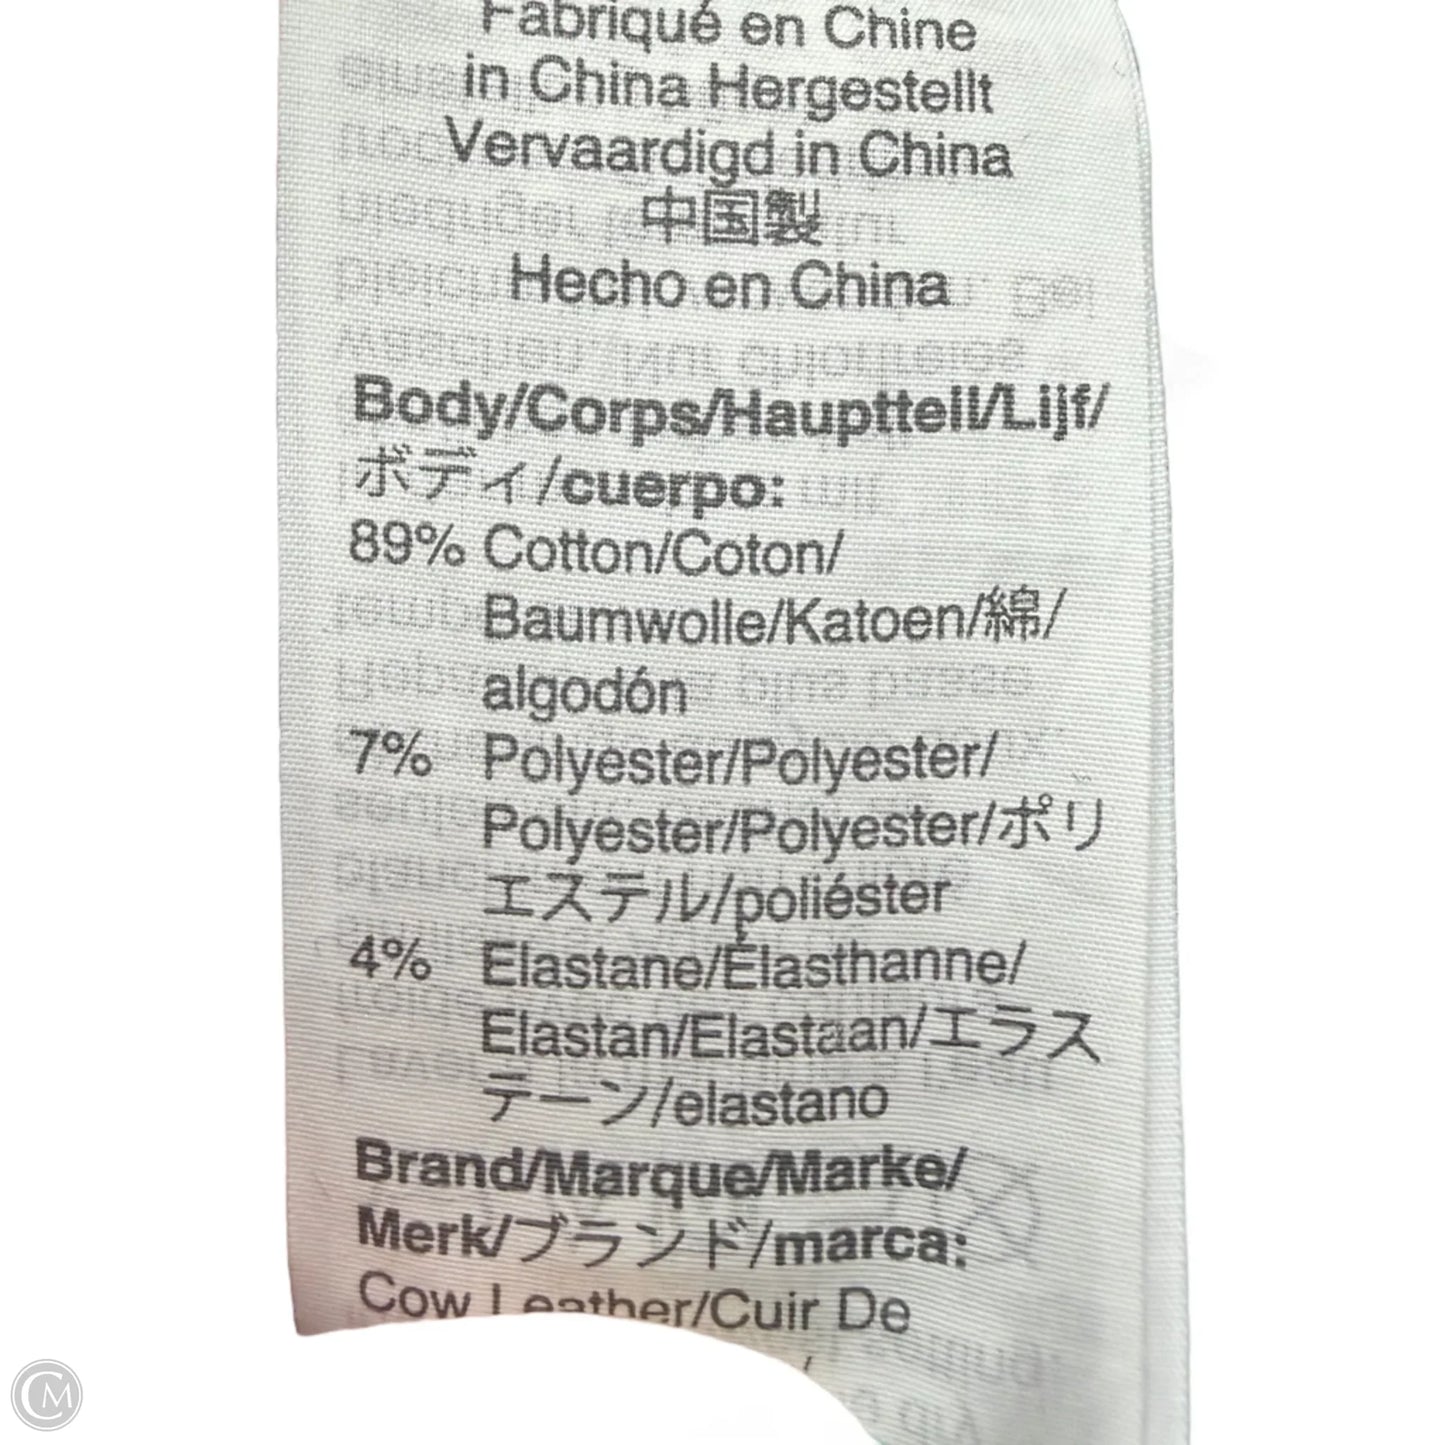 Fabriqué en Chine
in China Hergestellt
Vervaardigd in China
中国製
Hecho en China
Body/Corps/Hauptteil/Lijf/
ボディ/cuerpo:
89% Cotton/Coton/
Baumwolle/Katoen/綿/
algodón
7% Polyester/Polyester/
Polyester/Polyester/ポリ
エステル/poliéster
4% Elastane/Élasthanne/
Elastan/Elastaan/エラス
テーン/elastano
Brand/Marque/Marke/
Merk/ブランド/marca:
Cow Leather/Cuir De
CM